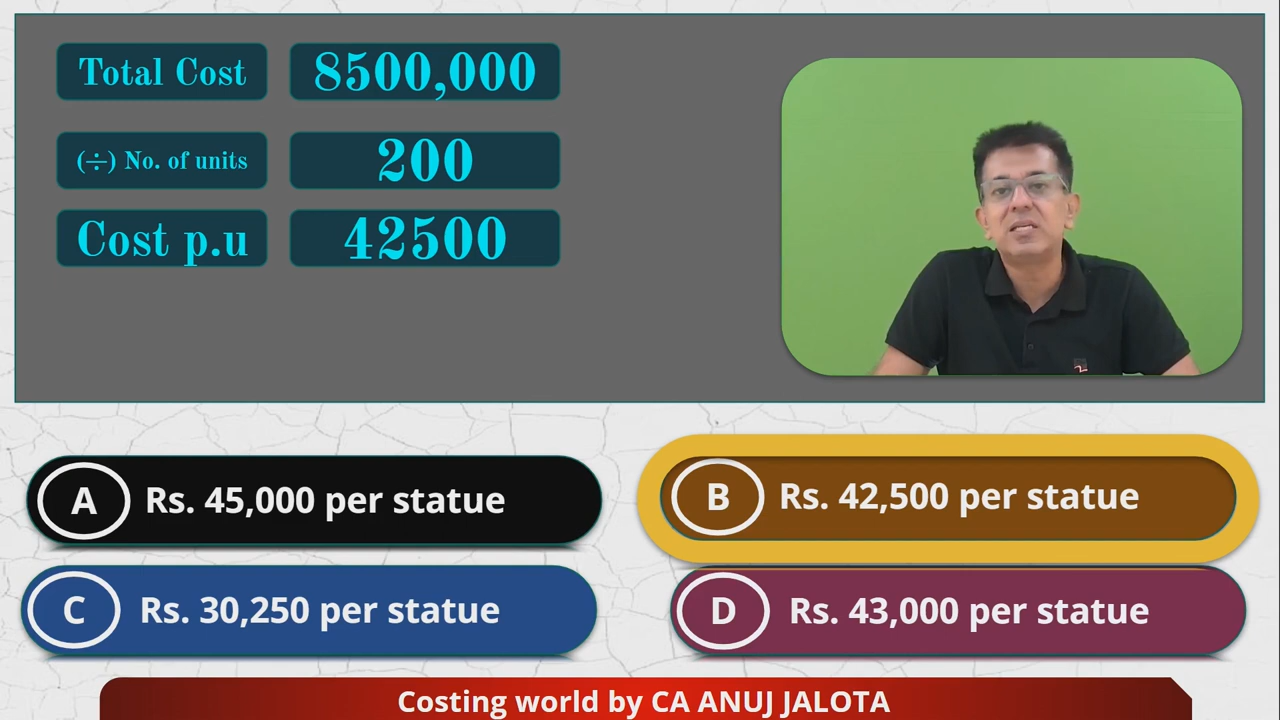 Total Cost 8500,000
(÷) No. of units 200
Cost p.u 42500
A Rs. 45,000 per statue
B Rs. 42,500 per statue
C Rs. 30,250 per statue
D Rs. 43,000 per statue
Costing world by CA ANUJ JALOTA